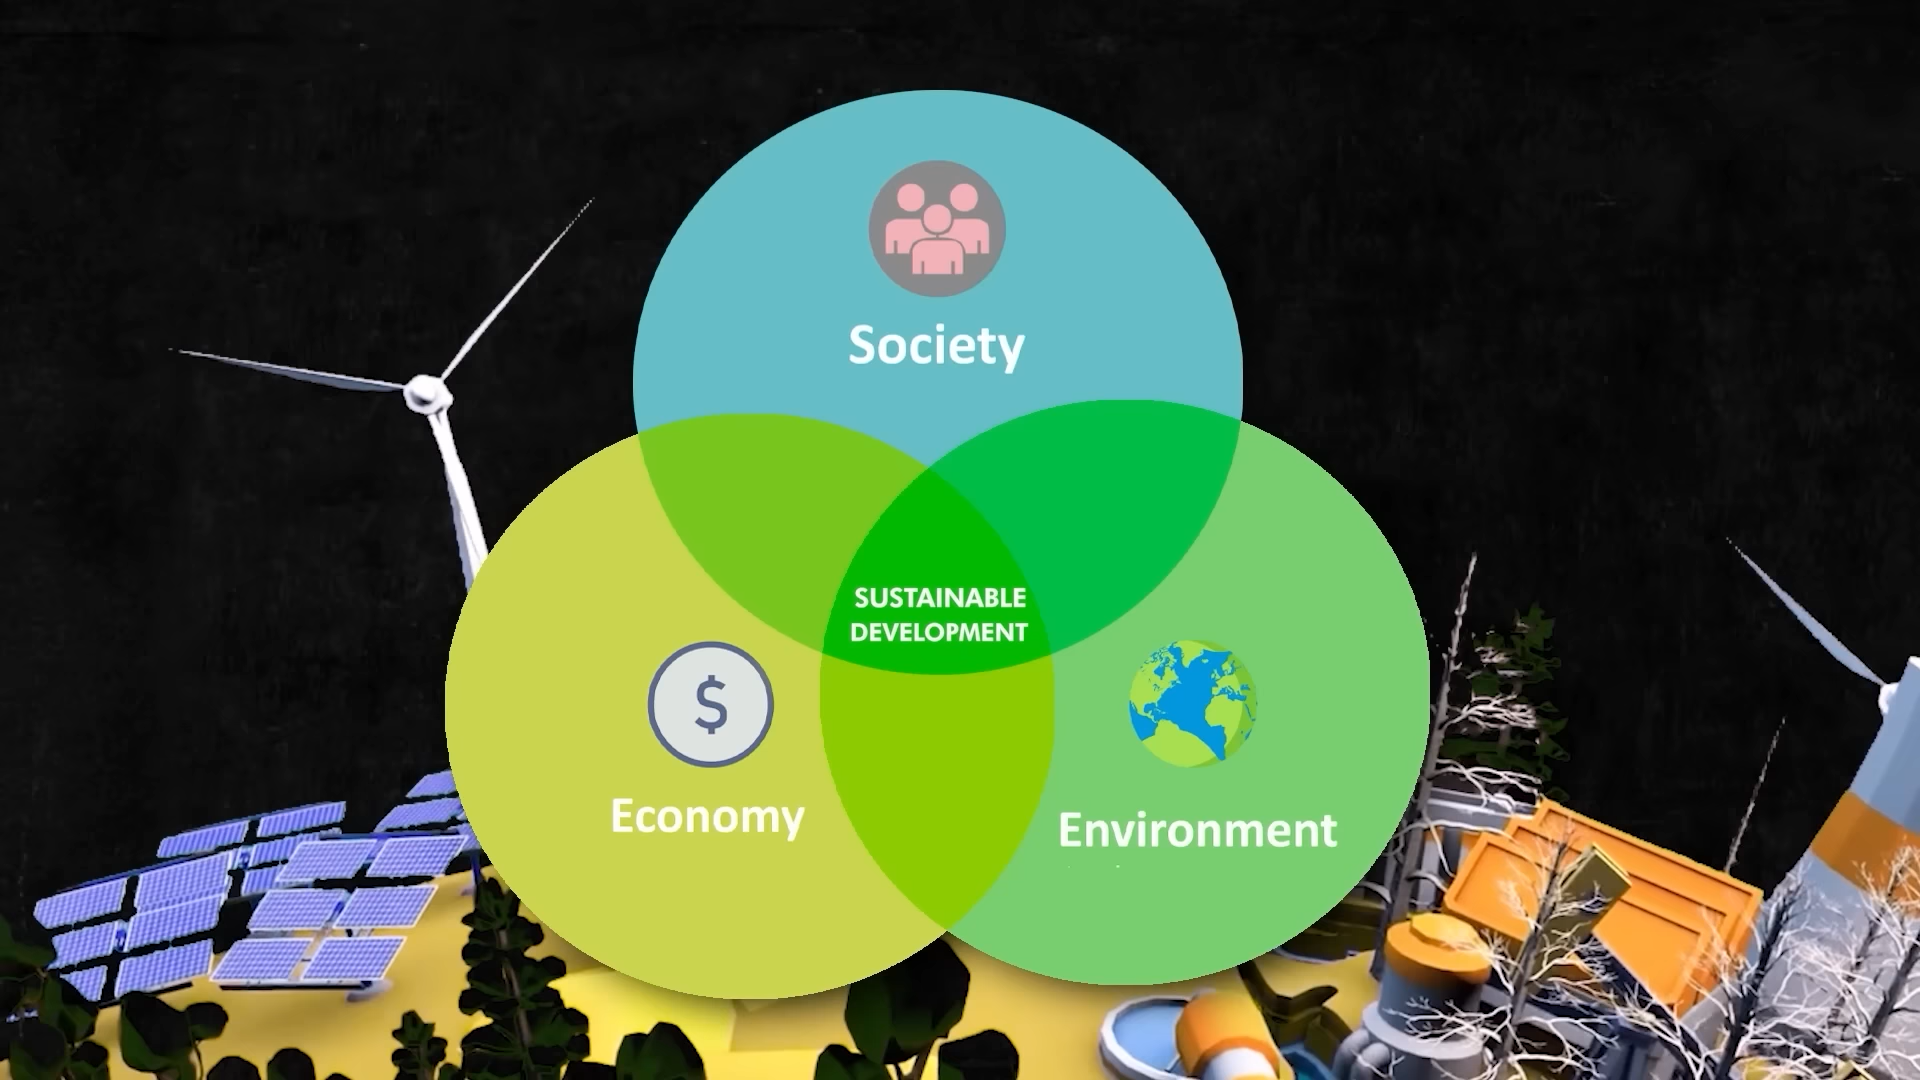 Society
SUSTAINABLE
DEVELOPMENT
$
Economy
Environment